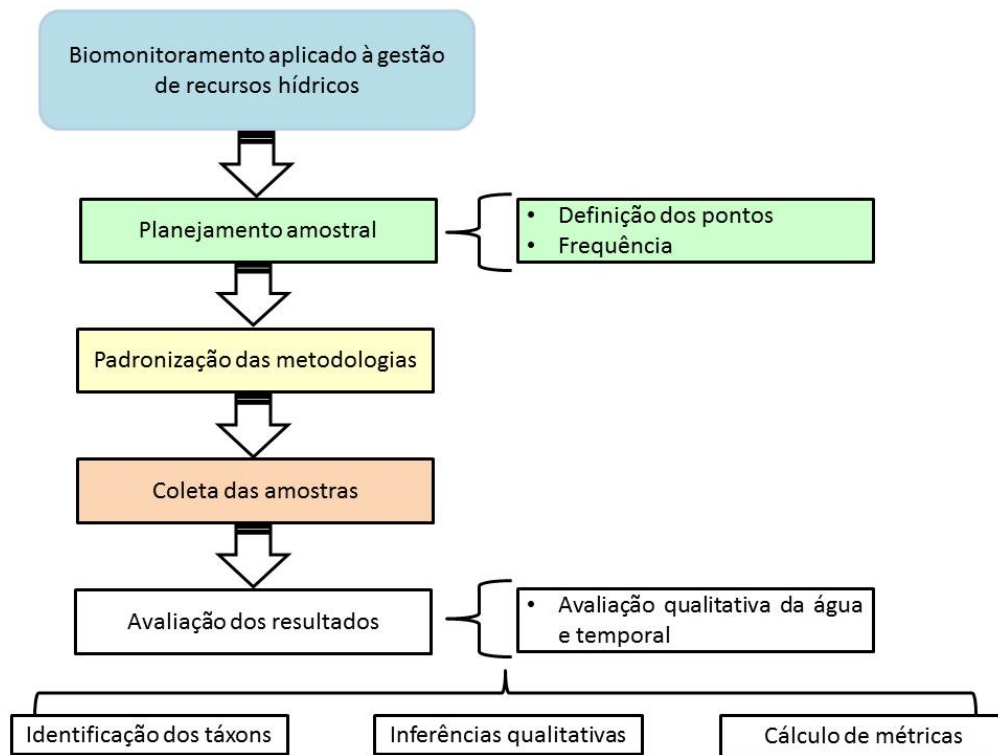 Biomonitoramento aplicado à gestão
de recursos hídricos
Planejamento amostral
• Definição dos pontos
• Frequência
Padronização das metodologias
Coleta das amostras
Avaliação dos resultados
• Avaliação qualitativa da água
e temporal
Identificação dos táxons
Inferências qualitativas
Cálculo de métricas